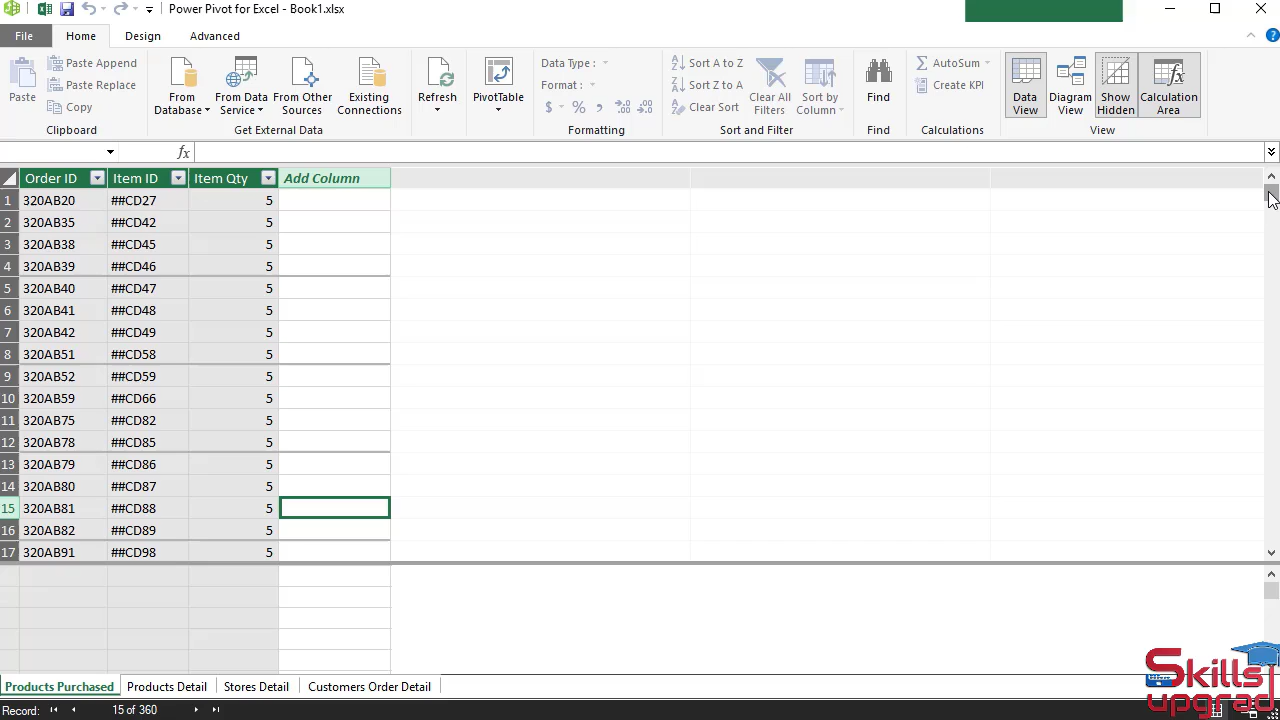 Power Pivot for Excel - Book1.xlsx
File Home Design Advanced
Paste
Paste Append
Paste Replace
Copy
Clipboard
From Database
From Data Service
From Other Sources
Existing Connections
Get External Data
Refresh
PivotTable
Data Type :
Format :
$ % ,
Formatting
Sort A to Z
Sort Z to A
Clear Sort
Clear All Filters
Sort by Column
Sort and Filter
Find
Find
AutoSum
Create KPI
Calculations
Data View
Diagram View
Show Hidden
Calculation Area
View
fx
Order ID Item ID Item Qty Add Column
1 320AB20 ##CD27 5
2 320AB35 ##CD42 5
3 320AB38 ##CD45 5
4 320AB39 ##CD46 5
5 320AB40 ##CD47 5
6 320AB41 ##CD48 5
7 320AB42 ##CD49 5
8 320AB51 ##CD58 5
9 320AB52 ##CD59 5
10 320AB59 ##CD66 5
11 320AB75 ##CD82 5
12 320AB78 ##CD85 5
13 320AB79 ##CD86 5
14 320AB80 ##CD87 5
15 320AB81 ##CD88 5
16 320AB82 ##CD89 5
17 320AB91 ##CD98 5
Products Purchased Products Detail Stores Detail Customers Order Detail
Record: 15 of 360
Skills
upgrad